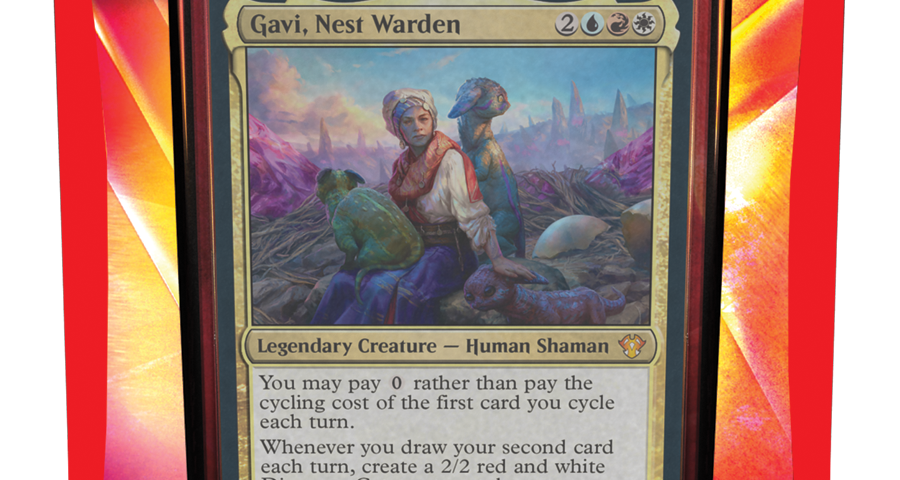 Gavi, Nest Warden 2
Legendary Creature — Human Shaman
You may pay 0 rather than pay the
cycling cost of the first card you cycle
each turn.
Whenever you draw your second card
each turn, create a 2/2 red and white